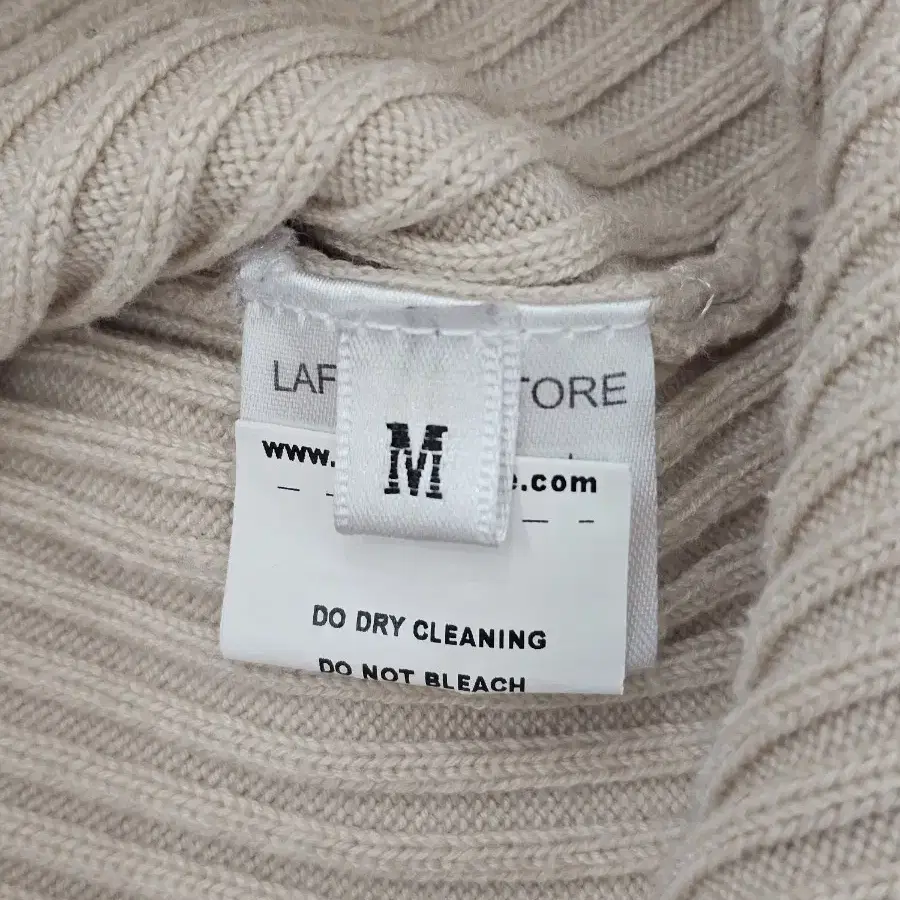 LAF TORE
M
www. e.com
DO DRY CLEANING
DO NOT BLEACH